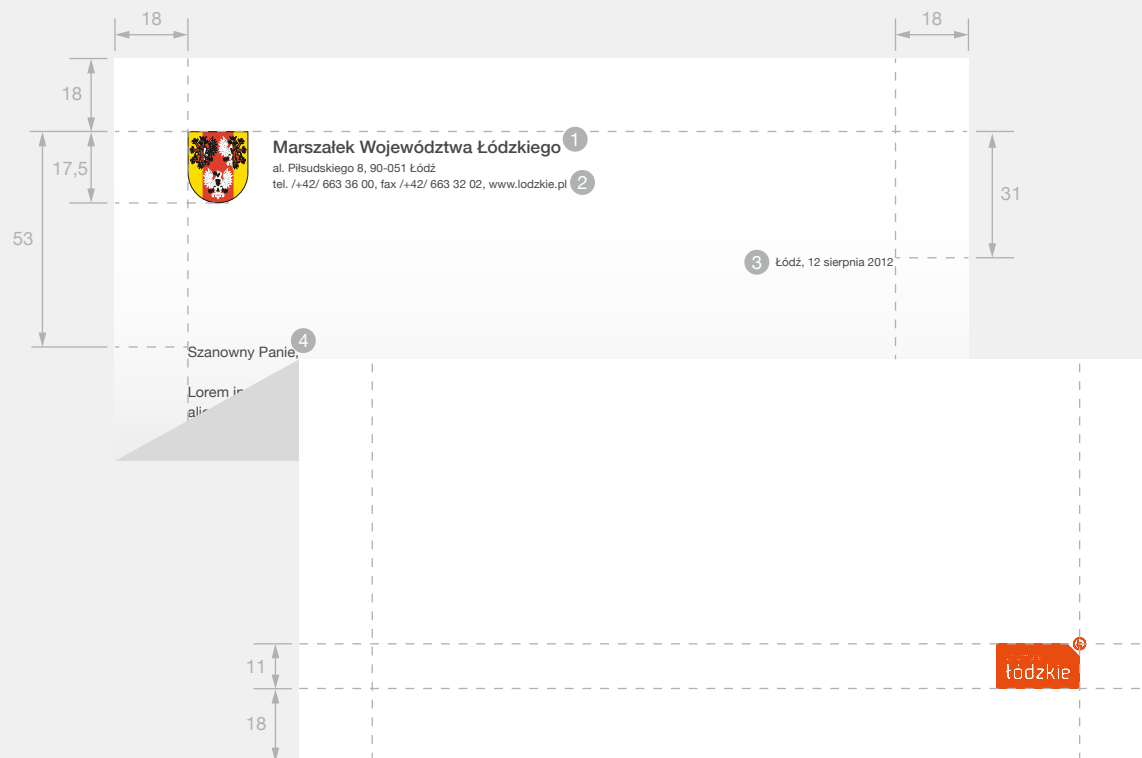 18
18
18
17,5
53
31
Marszałek Województwa Łódzkiego 1
al. Piłsudskiego 8, 90-051 Łódź
tel. /+42/ 663 36 00, fax /+42/ 663 32 02, www.lodzkie.pl 2
3 Łódź, 12 sierpnia 2012
4
Szanowny Panie,
Lorem
11
łódzkie
18